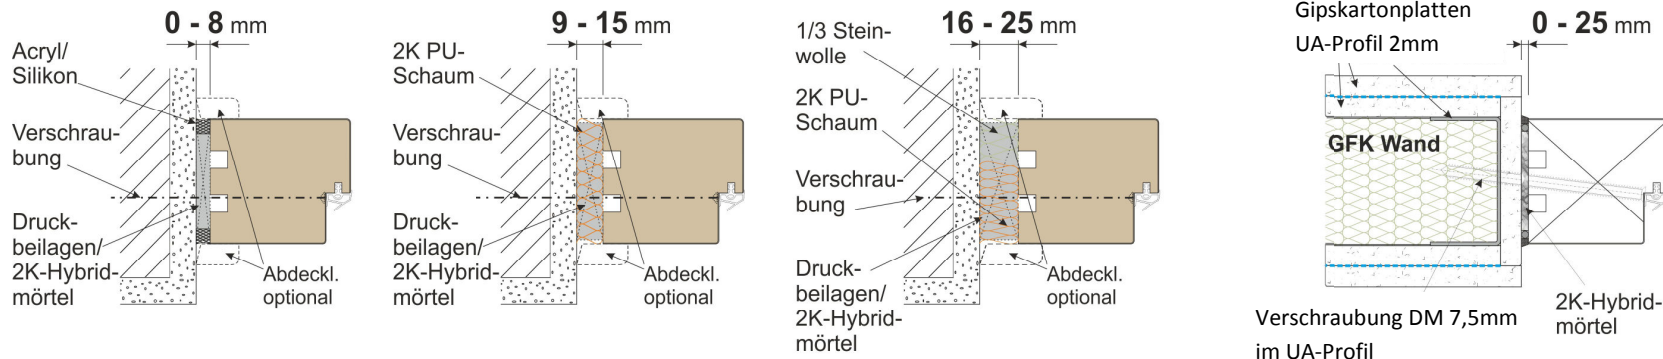 0 - 8 mm
Acryl/
Silikon
Verschrau-
bung
Druck-
beilagen/
2K-Hybrid-
mörtel
Abdeckl.
optional
9 - 15 mm
2K PU-
Schaum
Verschrau-
bung
Druck-
beilagen/
2K-Hybrid-
mörtel
Abdeckl.
optional
16 - 25 mm
1/3 Stein-
wolle
2K PU-
Schaum
Verschrau-
bung
Druck-
beilagen/
2K-Hybrid-
mörtel
Abdeckl.
optional
Gipskartonplatten
UA-Profil 2mm
0 - 25 mm
GFK Wand
2K-Hybrid-
mörtel
Verschraubung DM 7,5mm
im UA-Profil